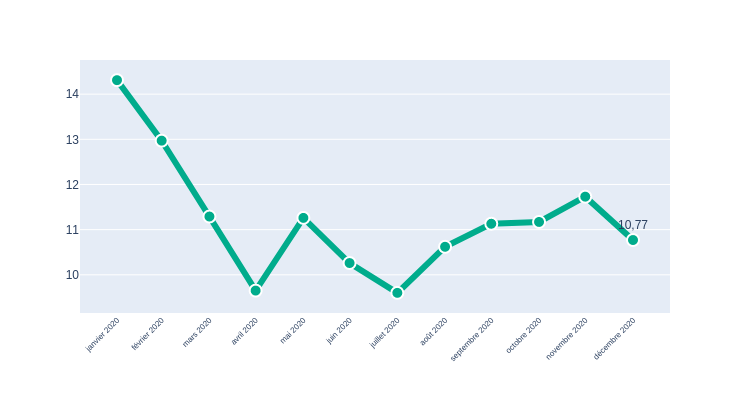 14
13
12
11
10
10,77
janvier 2020
février 2020
mars 2020
avril 2020
mai 2020
juin 2020
juillet 2020
août 2020
septembre 2020
octobre 2020
novembre 2020
décembre 2020